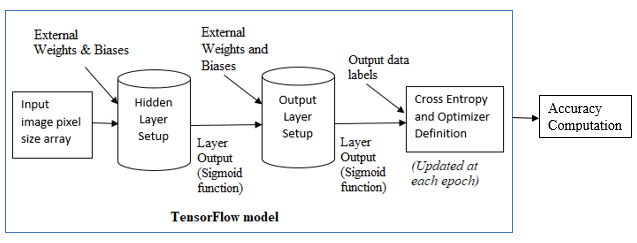 External
Weights & Biases
External
Weights and
Biases
Output data
labels
Input
image pixel
size array
Hidden
Layer
Setup
Layer
Output
(Sigmoid
function)
Output
Layer
Setup
Layer
Output
(Sigmoid
function)
Cross Entropy
and Optimizer
Definition
(Updated at
each epoch)
Accuracy
Computation
TensorFlow model